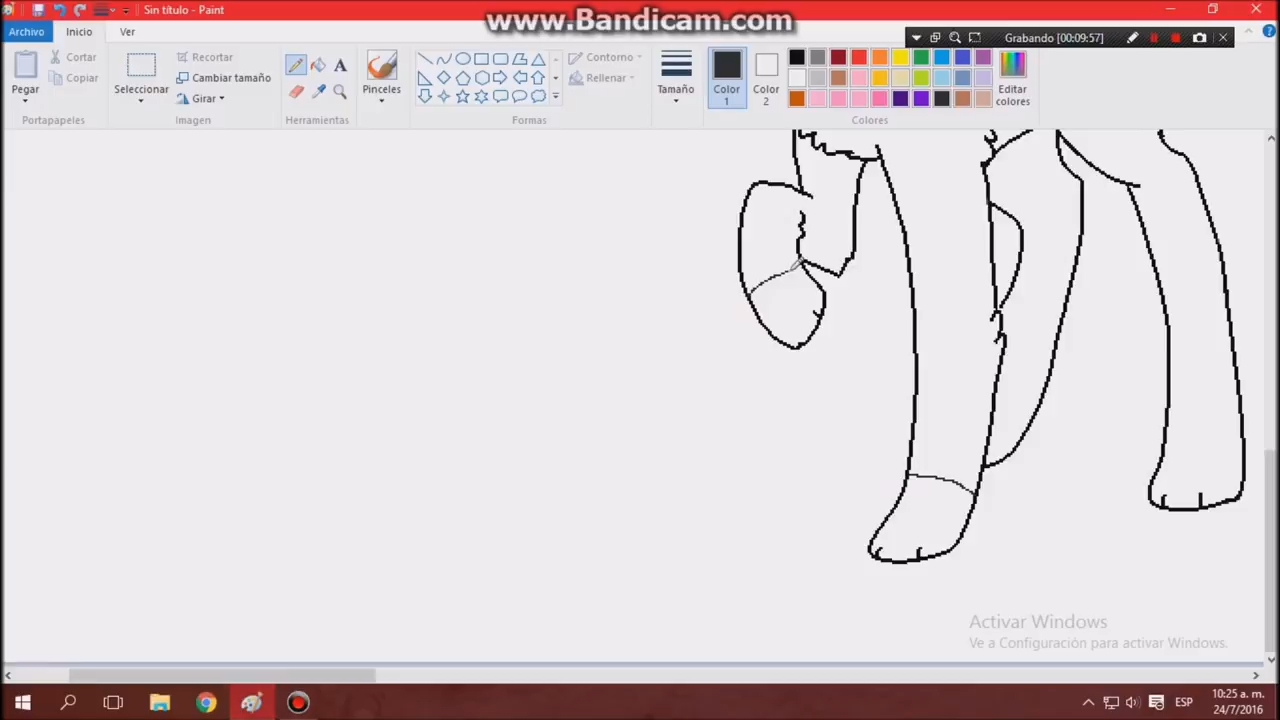 www.Bandicam.com
Sin título - Paint
Archivo Inicio Ver
Grabando [00:09:57]
Pegar
Cortar
Copiar
Portapapeles
Seleccionar
Recortar
Cambiar tamaño
Girar
Imagen
A
Herramientas
Pinceles
Formas
Contorno
Rellenar
Tamaño
Color 1
Color 2
Colores
Editar colores
Activar Windows
Ve a Configuración para activar Windows.
ESP
10:25 a. m.
24/7/2016